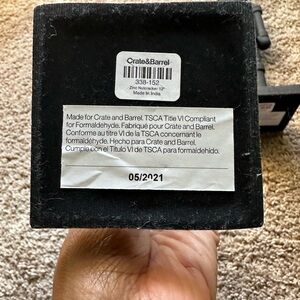 Crate&Barrel
338-152
Zinc Nutcracker 12"
Made In India
Made for Crate and Barrel. TSCA Title VI Compliant
for Formaldehyde. Fabriqué pour Crate and Barrel.
Conforme au titre VI de la TSCA concernant le
formaldéhyde. Hecho para Crate and Barrel.
Cumple con el Título VI de TSCA para formaldehído.
05/2021